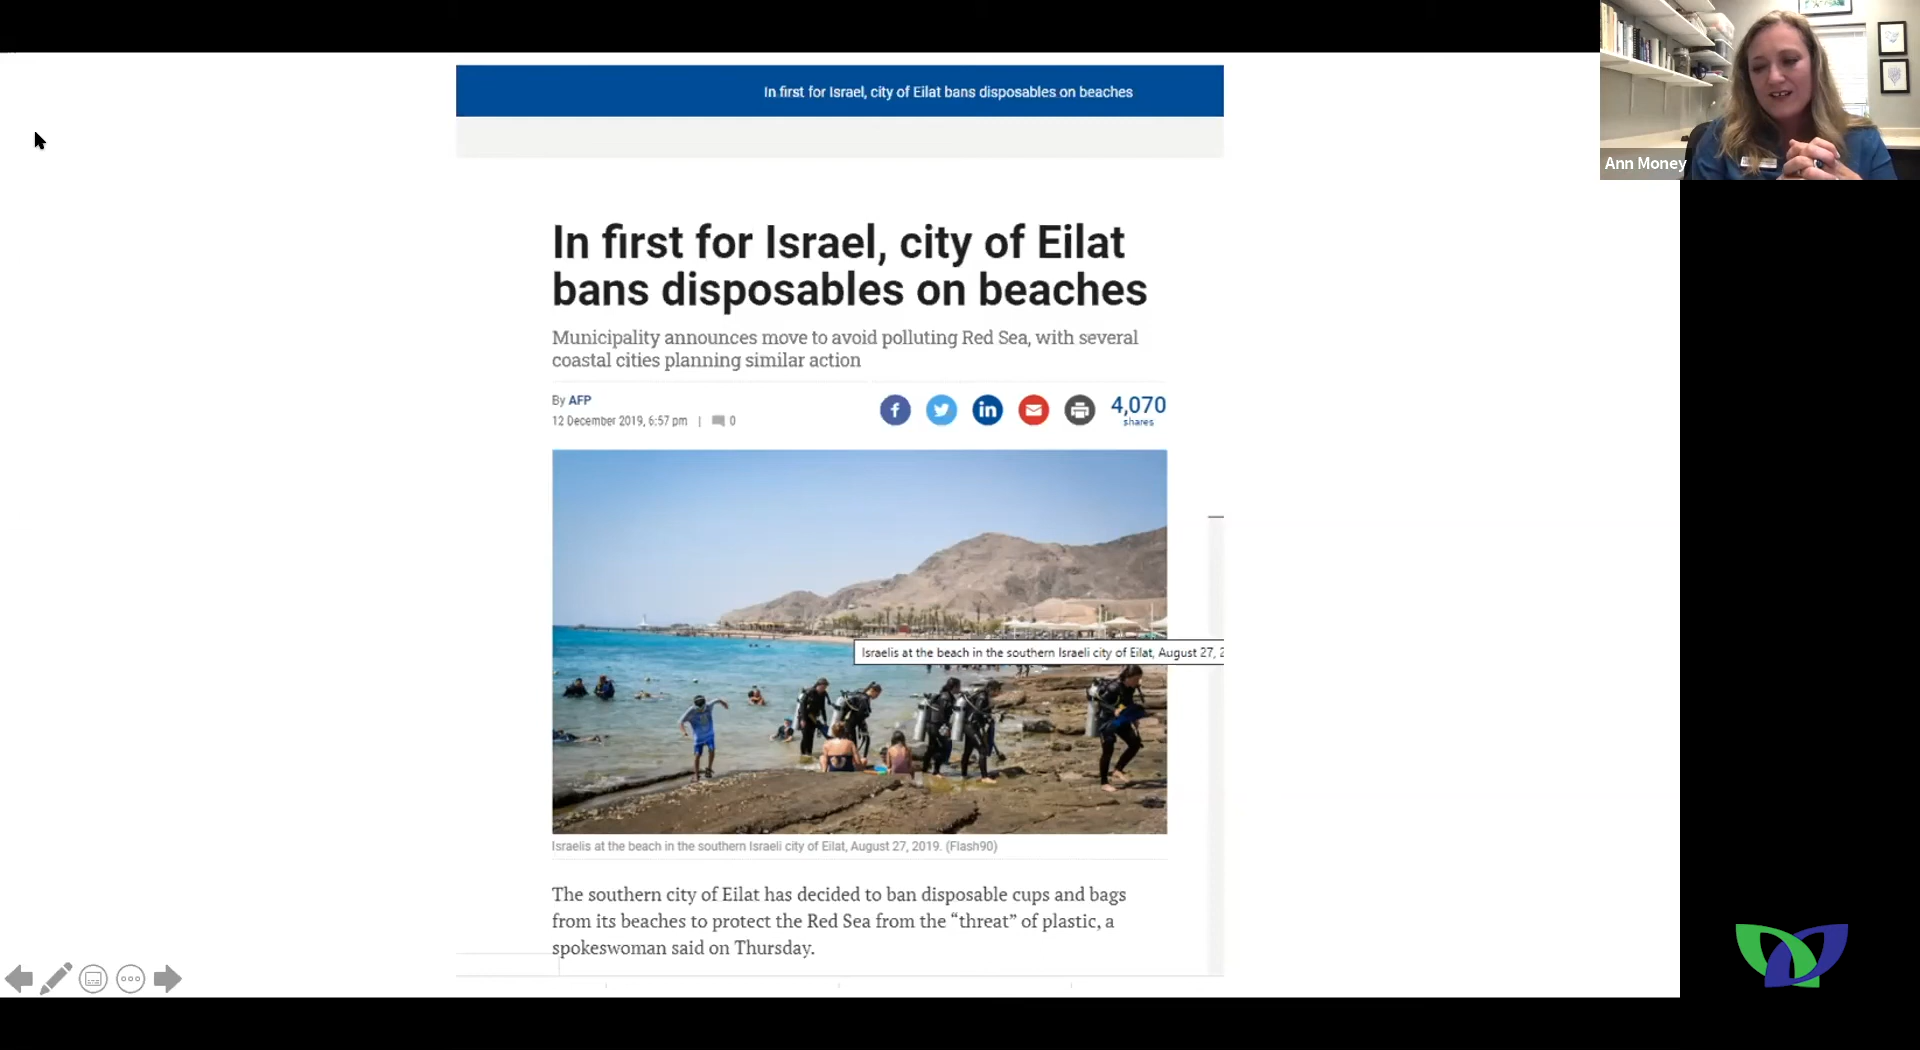 In first for Israel, city of Eilat bans disposables on beaches
Ann Money
In first for Israel, city of Eilat
bans disposables on beaches
Municipality announces move to avoid polluting Red Sea, with several
coastal cities planning similar action
By AFP
12 December 2019, 6:57 pm | 0
4,070
shares
Israelis at the beach in the southern Israeli city of Eilat, August 27, 2
Israelis at the beach in the southern Israeli city of Eilat, August 27, 2019. (Flash90)
The southern city of Eilat has decided to ban disposable cups and bags
from its beaches to protect the Red Sea from the “threat” of plastic, a
spokeswoman said on Thursday.